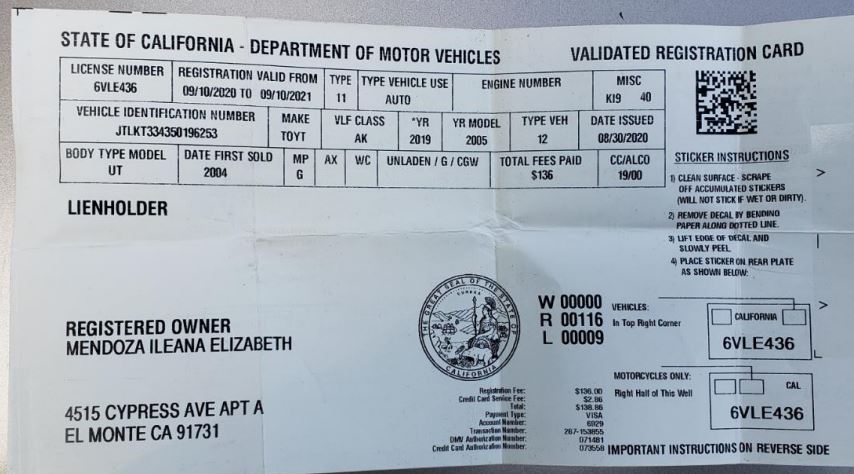 STATE OF CALIFORNIA - DEPARTMENT OF MOTOR VEHICLES VALIDATED REGISTRATION CARD
LICENSE NUMBER REGISTRATION VALID FROM TYPE TYPE VEHICLE USE ENGINE NUMBER MISC
6VLE436 09/10/2020 TO 09/10/2021 11 AUTO KI9 40
VEHICLE IDENTIFICATION NUMBER MAKE VLF CLASS *YR YR MODEL TYPE VEH DATE ISSUED
JTLKT334350196253 TOYT AK 2019 2005 12 08/30/2020
BODY TYPE MODEL DATE FIRST SOLD MP AX WC UNLADEN / G / CGW TOTAL FEES PAID CC/ALCO
UT 2004 G $136 19/00
STICKER INSTRUCTIONS
1) CLEAN SURFACE - SCRAPE
OFF ACCUMULATED STICKERS
(WILL NOT STICK IF WET OR DIRTY).
2) REMOVE DECAL BY BENDING
PAPER ALONG DOTTED LINE.
3) LIFT EDGE OF DECAL AND
SLOWLY PEEL
4) PLACE STICKER ON REAR PLATE
AS SHOWN BELOW:
LIENHOLDER
THE GREAT SEAL OF THE STATE OF CALIFORNIA
EUREKA
W 00000
R 00116
L 00009
VEHICLES:
In Top Right Corner
CALIFORNIA
6VLE436
REGISTERED OWNER
MENDOZA ILEANA ELIZABETH
MOTORCYCLES ONLY:
Right Half of This Well
CAL
6VLE436
4515 CYPRESS AVE APT A
EL MONTE CA 91731
Registration Fee: $136.00
Credit Card Service Fee: $2.86
Total: $138.86
Payment Type: VISA
Account Number: 6929
Transaction Number: 267-153855
DMV Authorization Number: 071481
Credit Card Authorization Number: 073558
IMPORTANT INSTRUCTIONS ON REVERSE SIDE